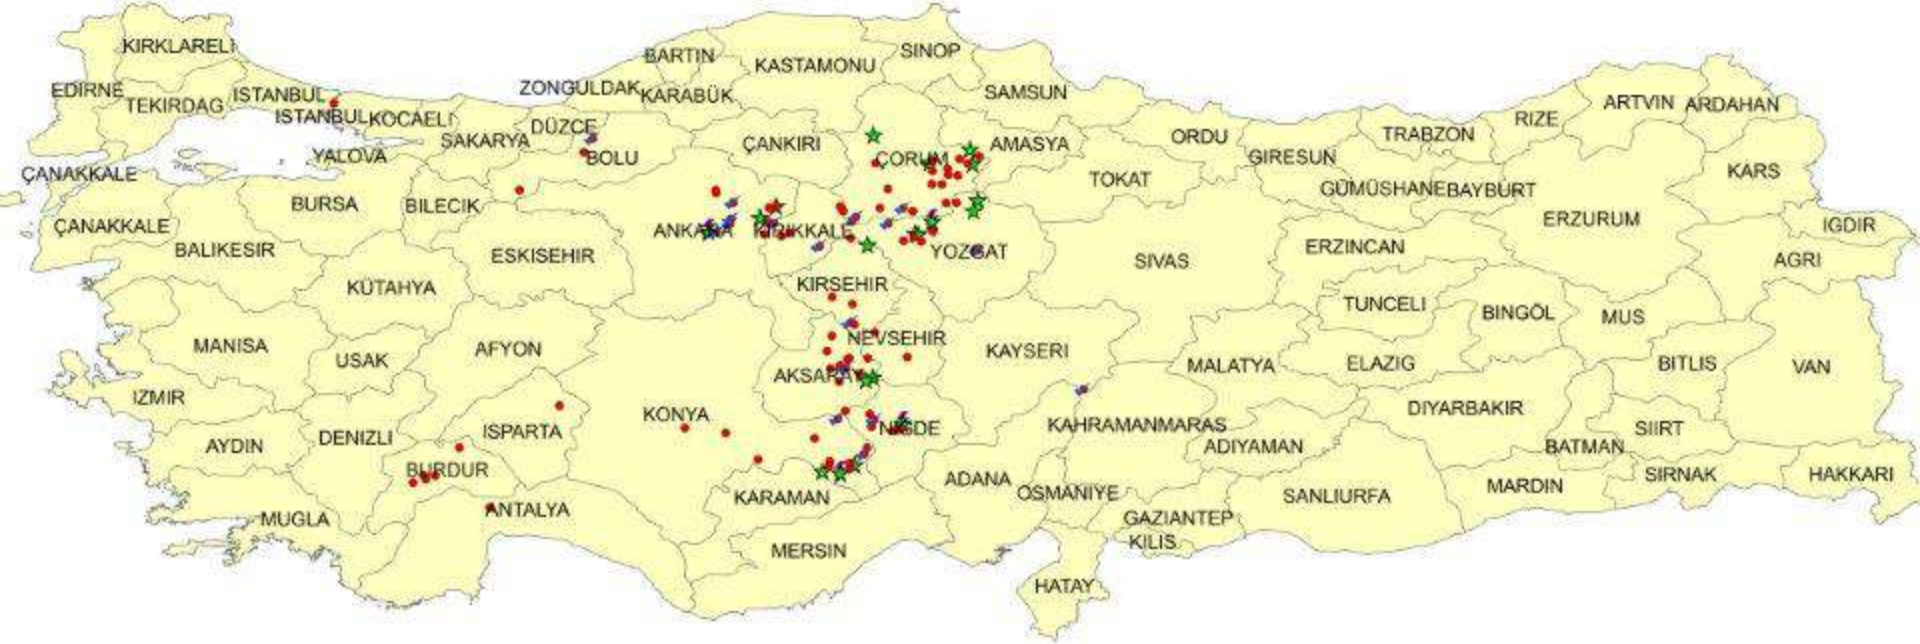 KIRKLARELI
EDIRNE
TEKIRDAG
ISTANBUL
ISTANBUL
KOCAELI
YALOVA
SAKARYA
DÜZCE
BOLU
ZONGULDAK
BARTIN
KARABÜK
KASTAMONU
SINOP
SAMSUN
ÇANKIRI
ÇORUM
AMASYA
ORDU
TOKAT
GIRESUN
TRABZON
RIZE
ARTVIN
ARDAHAN
KARS
GÜMÜSHANE
BAYBURT
ERZURUM
IGDIR
AGRI
ÇANAKKALE
ÇANAKKALE
BURSA
BILECIK
BALIKESIR
ESKISEHIR
ANKARA
KIRIKKALE
YOZGAT
SIVAS
ERZINCAN
KÜTAHYA
KIRSEHIR
TUNCELI
BINGÖL
MUS
MANISA
USAK
AFYON
NEVSEHIR
KAYSERI
MALATYA
ELAZIG
BITLIS
VAN
AKSARAY
IZMIR
KONYA
ISPARTA
NIGDE
KAHRAMANMARAS
ADIYAMAN
DIYARBAKIR
BATMAN
SIIRT
AYDIN
DENIZLI
BURDUR
KARAMAN
ADANA
OSMANIYE
SANLIURFA
MARDIN
SIRNAK
HAKKARI
MUGLA
ANTALYA
GAZIANTEP
KILIS
MERSIN
HATAY